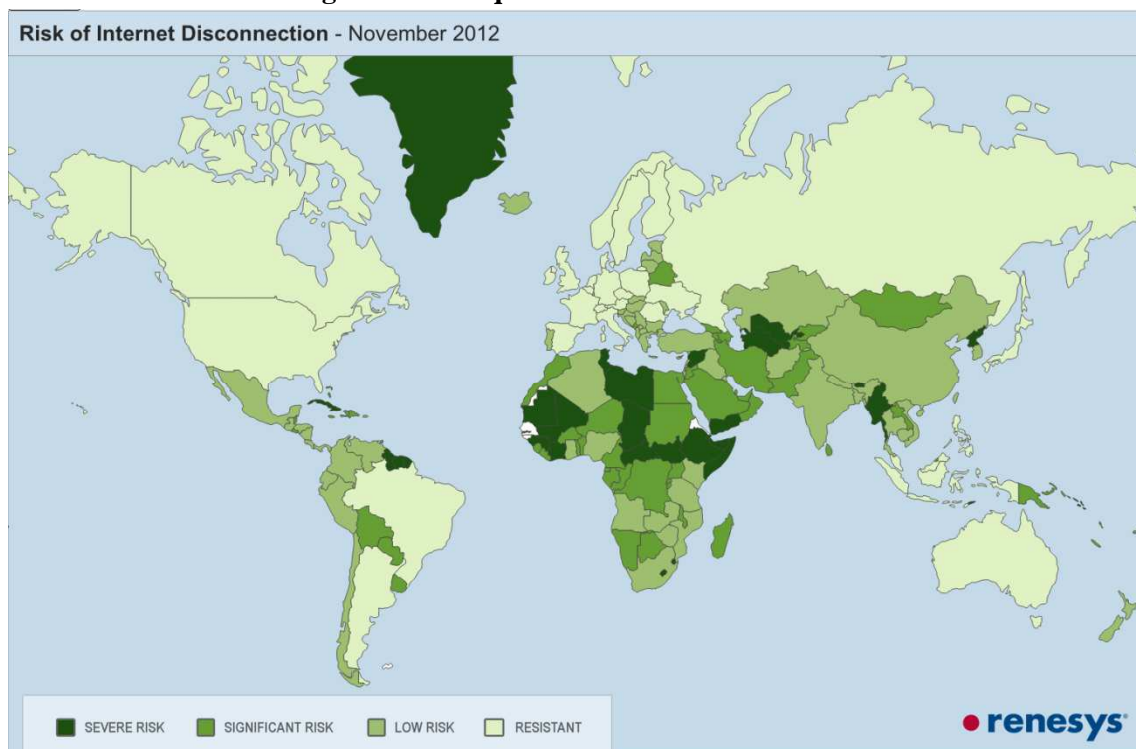 Risk of Internet Disconnection - November 2012
SEVERE RISK
SIGNIFICANT RISK
LOW RISK
RESISTANT
renesys